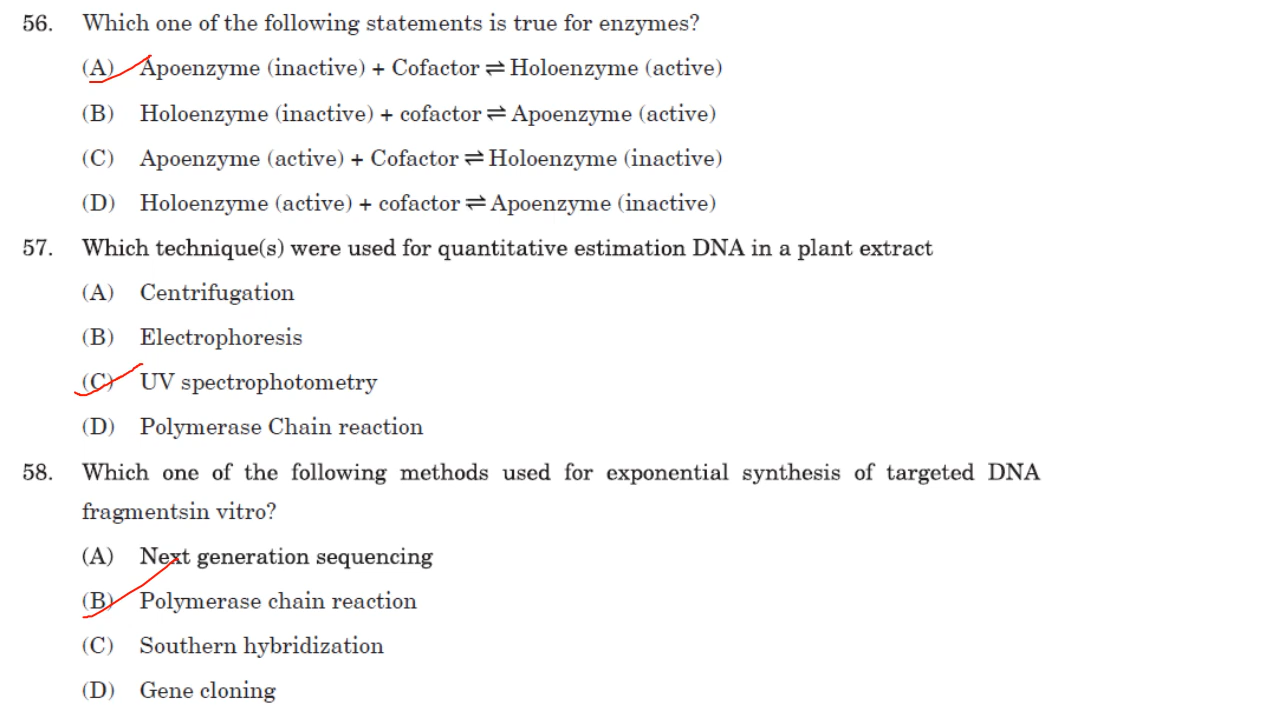 56. Which one of the following statements is true for enzymes?
(A) Apoenzyme (inactive) + Cofactor ⇌ Holoenzyme (active)
(B) Holoenzyme (inactive) + cofactor ⇌ Apoenzyme (active)
(C) Apoenzyme (active) + Cofactor ⇌ Holoenzyme (inactive)
(D) Holoenzyme (active) + cofactor ⇌ Apoenzyme (inactive)
57. Which technique(s) were used for quantitative estimation DNA in a plant extract
(A) Centrifugation
(B) Electrophoresis
(C) UV spectrophotometry
(D) Polymerase Chain reaction
58. Which one of the following methods used for exponential synthesis of targeted DNA
fragmentsin vitro?
(A) Next generation sequencing
(B) Polymerase chain reaction
(C) Southern hybridization
(D) Gene cloning